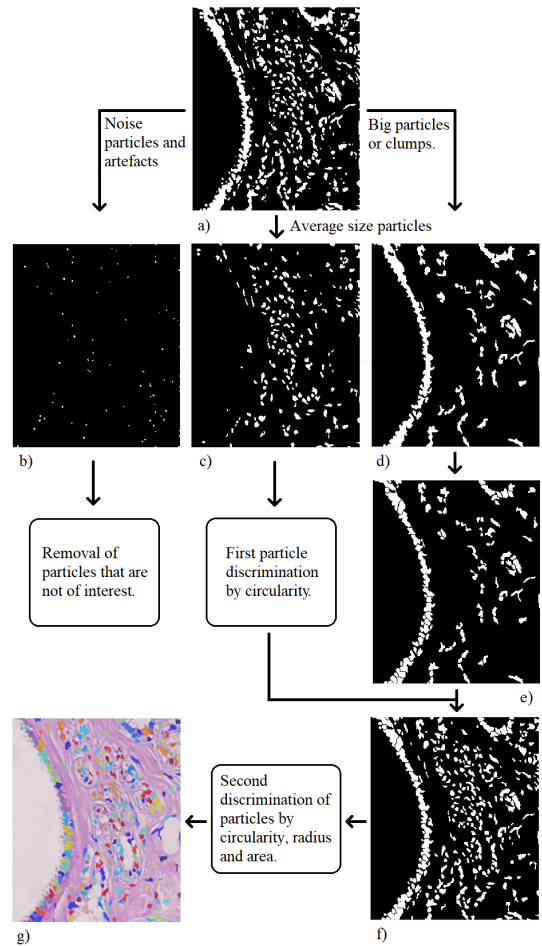 Noise
particles and
artefacts
Big particles
or clumps.
a)
Average size particles
b)
c)
d)
Removal of
particles that are
not of interest.
First particle
discrimination
by circularity.
e)
Second
discrimination of
particles by
circularity, radius
and area.
g)
f)